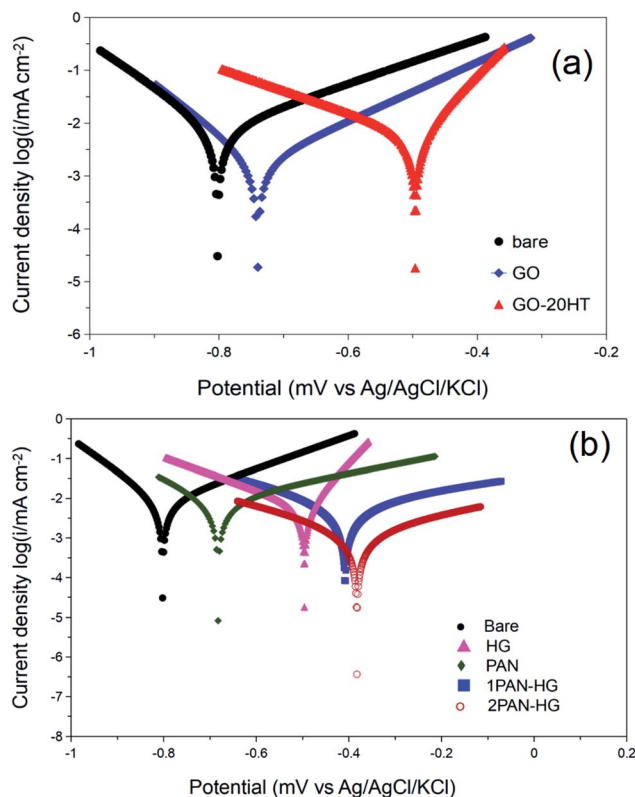 (a)
Current density log(i/mA cm-2)
0
-1
-2
-3
-4
-5
-6
bare
GO
GO-20HT
-1
-0.8
-0.6
-0.4
-0.2
Potential (mV vs Ag/AgCl/KCl)
(b)
Current density log(i/mA cm-2)
0
-1
-2
-3
-4
-5
-6
-7
-8
Bare
HG
PAN
1PAN-HG
2PAN-HG
-1
-0.8
-0.6
-0.4
-0.2
0
0.2
Potential (mV vs Ag/AgCl/KCl)